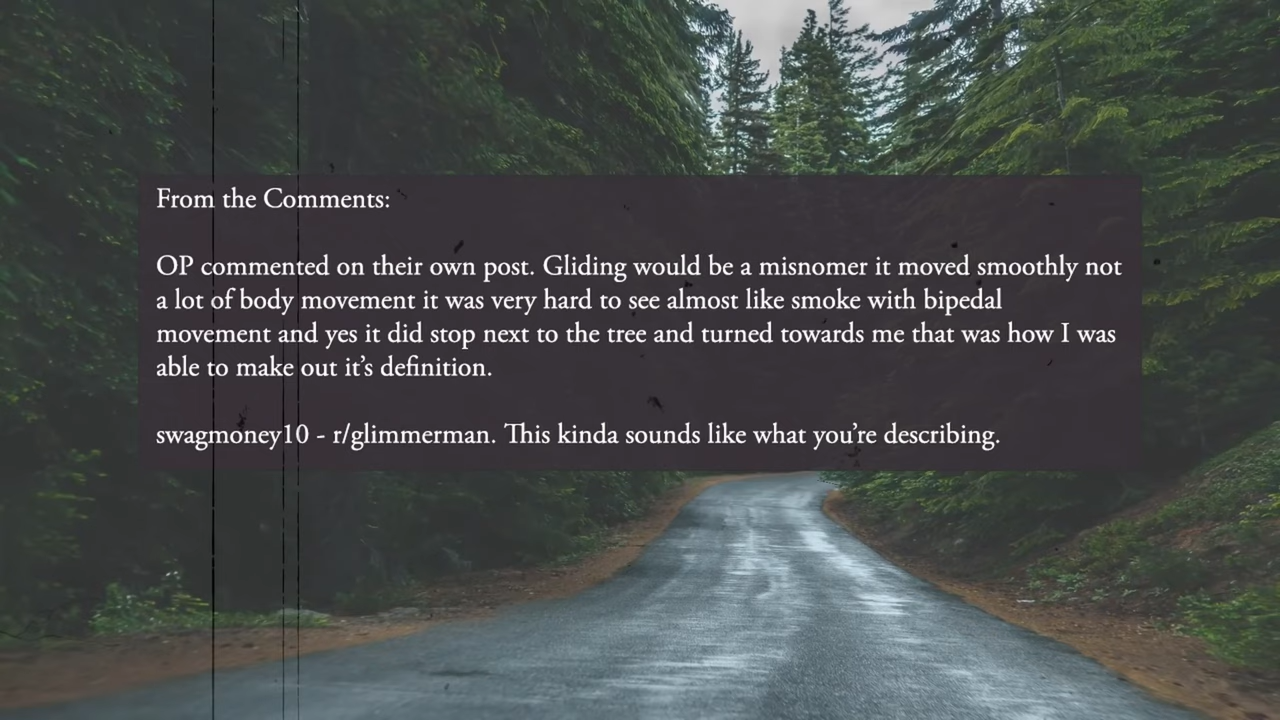 From the Comments:
OP commented on their own post. Gliding would be a misnomer it moved smoothly not
a lot of body movement it was very hard to see almost like smoke with bipedal
movement and yes it did stop next to the tree and turned towards me that was how I was
able to make out it’s definition.
swagmoney10 - r/glimmerman. This kinda sounds like what you’re describing.